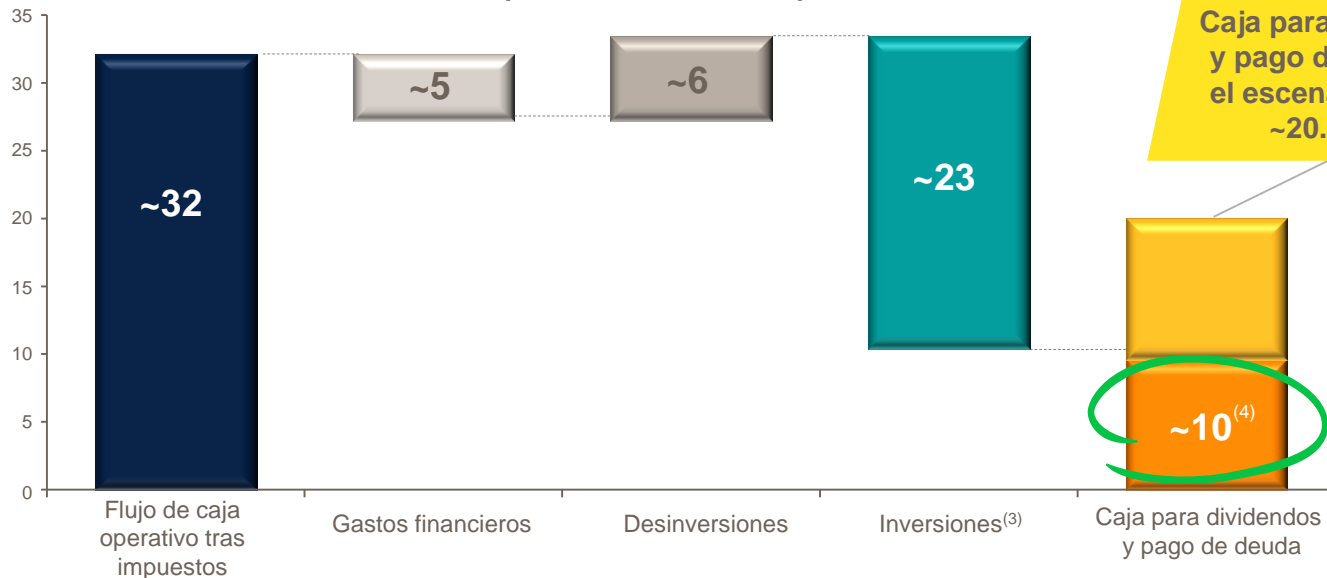 35
30
25
20
15
10
5
0
~32
~5
~6
~23
~10(4)
Caja para
y pago
el
~20.
Flujo de caja
operativo tras
impuestos
Gastos financieros
Desinversiones
Inversiones(3)
Caja para dividendos
y pago de deuda